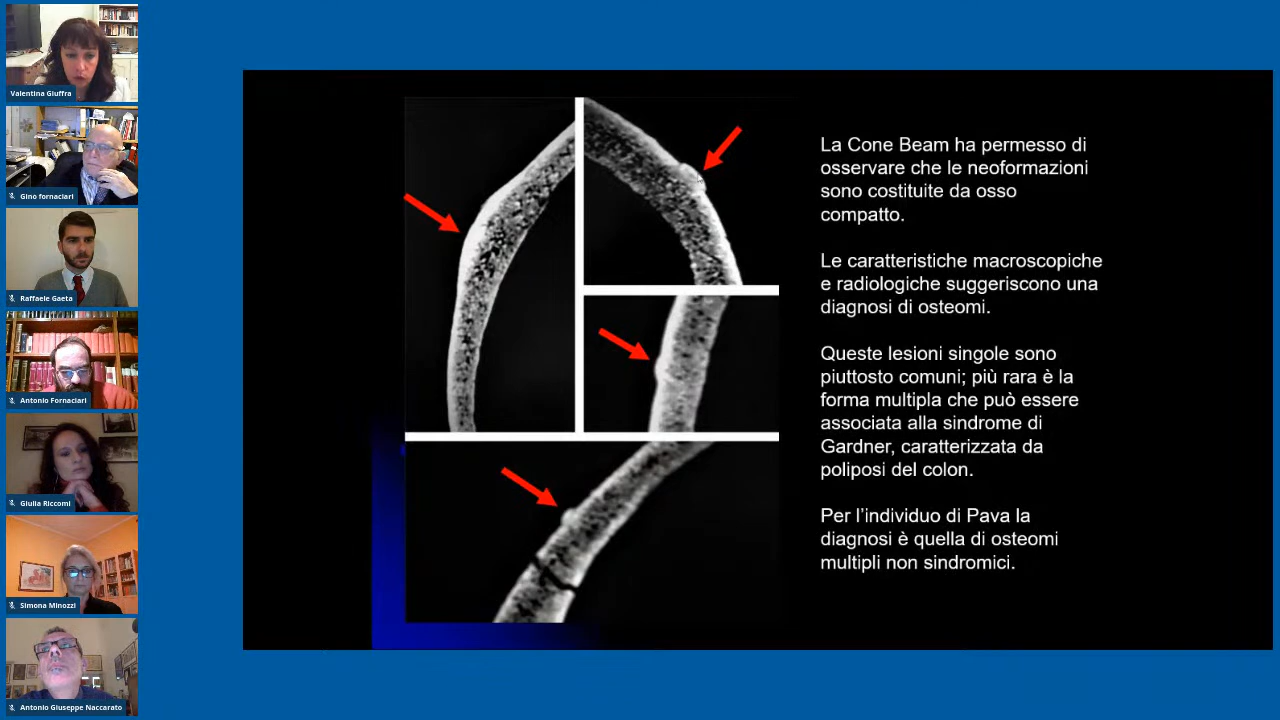 Valentina Giuffra
Gino fornaciari
Raffaele Gaeta
Antonio Fornaciari
Giulia Riccomi
Simona Minozzi
Antonio Giuseppe Naccarato
La Cone Beam ha permesso di
osservare che le neoformazioni
sono costituite da osso
compatto.
Le caratteristiche macroscopiche
e radiologiche suggeriscono una
diagnosi di osteomi.
Queste lesioni singole sono
piuttosto comuni; più rara è la
forma multipla che può essere
associata alla sindrome di
Gardner, caratterizzata da
poliposi del colon.
Per l’individuo di Pava la
diagnosi è quella di osteomi
multipli non sindromici.